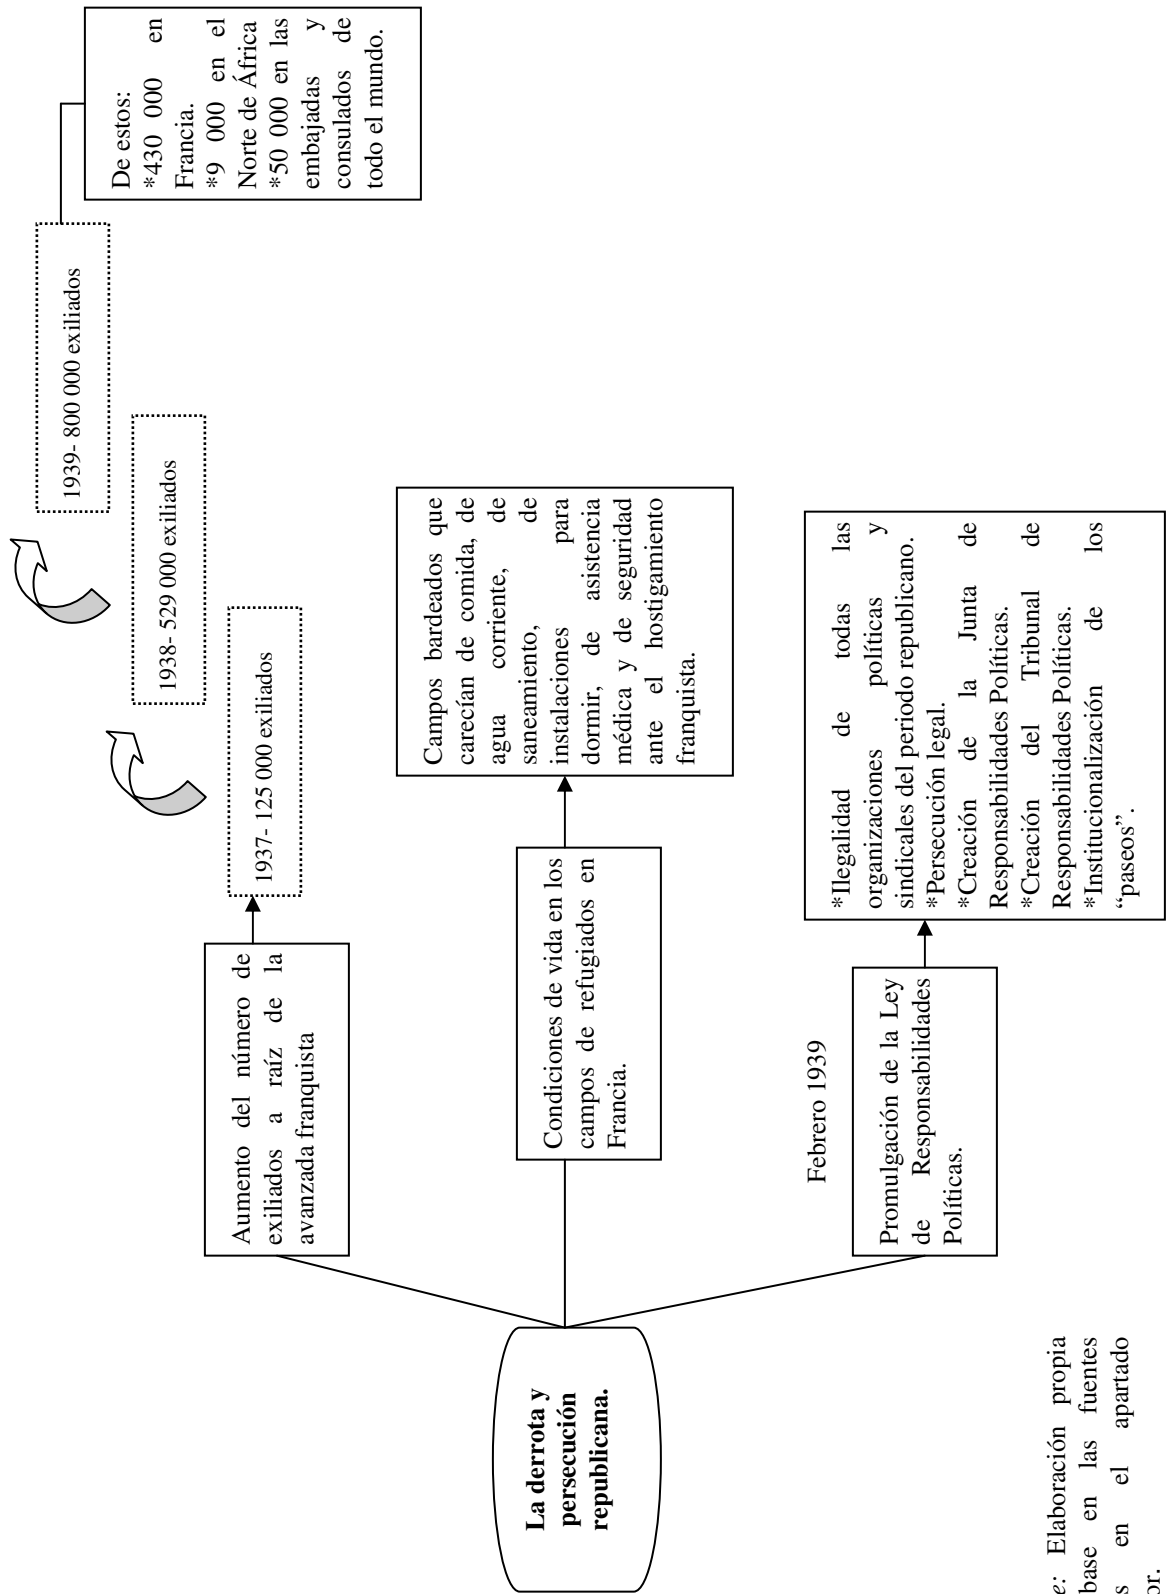 La derrota y
persecución
republicana.
Aumento del número de
exiliados a raíz de la
avanzada franquista
1937- 125 000 exiliados
1938- 529 000 exiliados
1939- 800 000 exiliados
De estos:
*430 000 en
Francia.
*9 000 en el
Norte de África
*50 000 en las
embajadas y
consulados de
todo el mundo.
Condiciones de vida en los
campos de refugiados en
Francia.
Campos bardeados que
carecían de comida, de
agua corriente, de
saneamiento, de
instalaciones para
dormir, de asistencia
médica y de seguridad
ante el hostigamiento
franquista.
Febrero 1939
Promulgación de la Ley
de Responsabilidades
Políticas.
*Ilegalidad de todas las
organizaciones políticas y
sindicales del periodo republicano.
*Persecución legal.
*Creación de la Junta de
Responsabilidades Políticas.
*Creación del Tribunal de
Responsabilidades Políticas.
*Institucionalización de los
“paseos”.
e: Elaboración propia
base en las fuentes
s en el apartado
or.